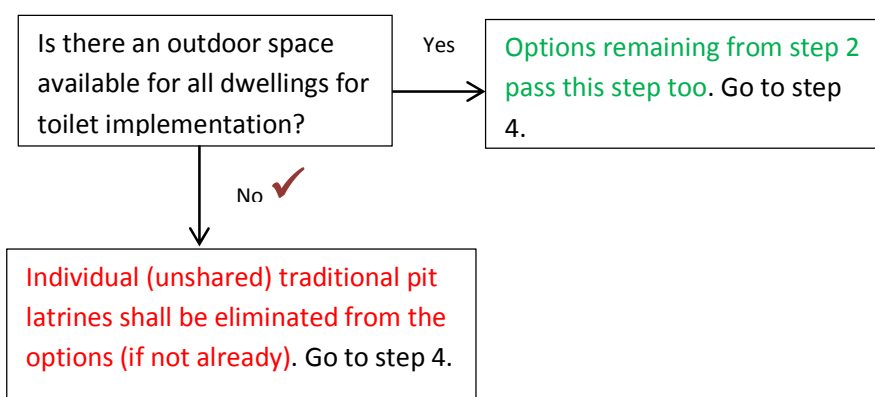 Is there an outdoor space
available for all dwellings for
toilet implementation?
Yes
Options remaining from step 2
pass this step too. Go to step
4.
No
Individual (unshared) traditional pit
latrines shall be eliminated from the
options (if not already). Go to step 4.